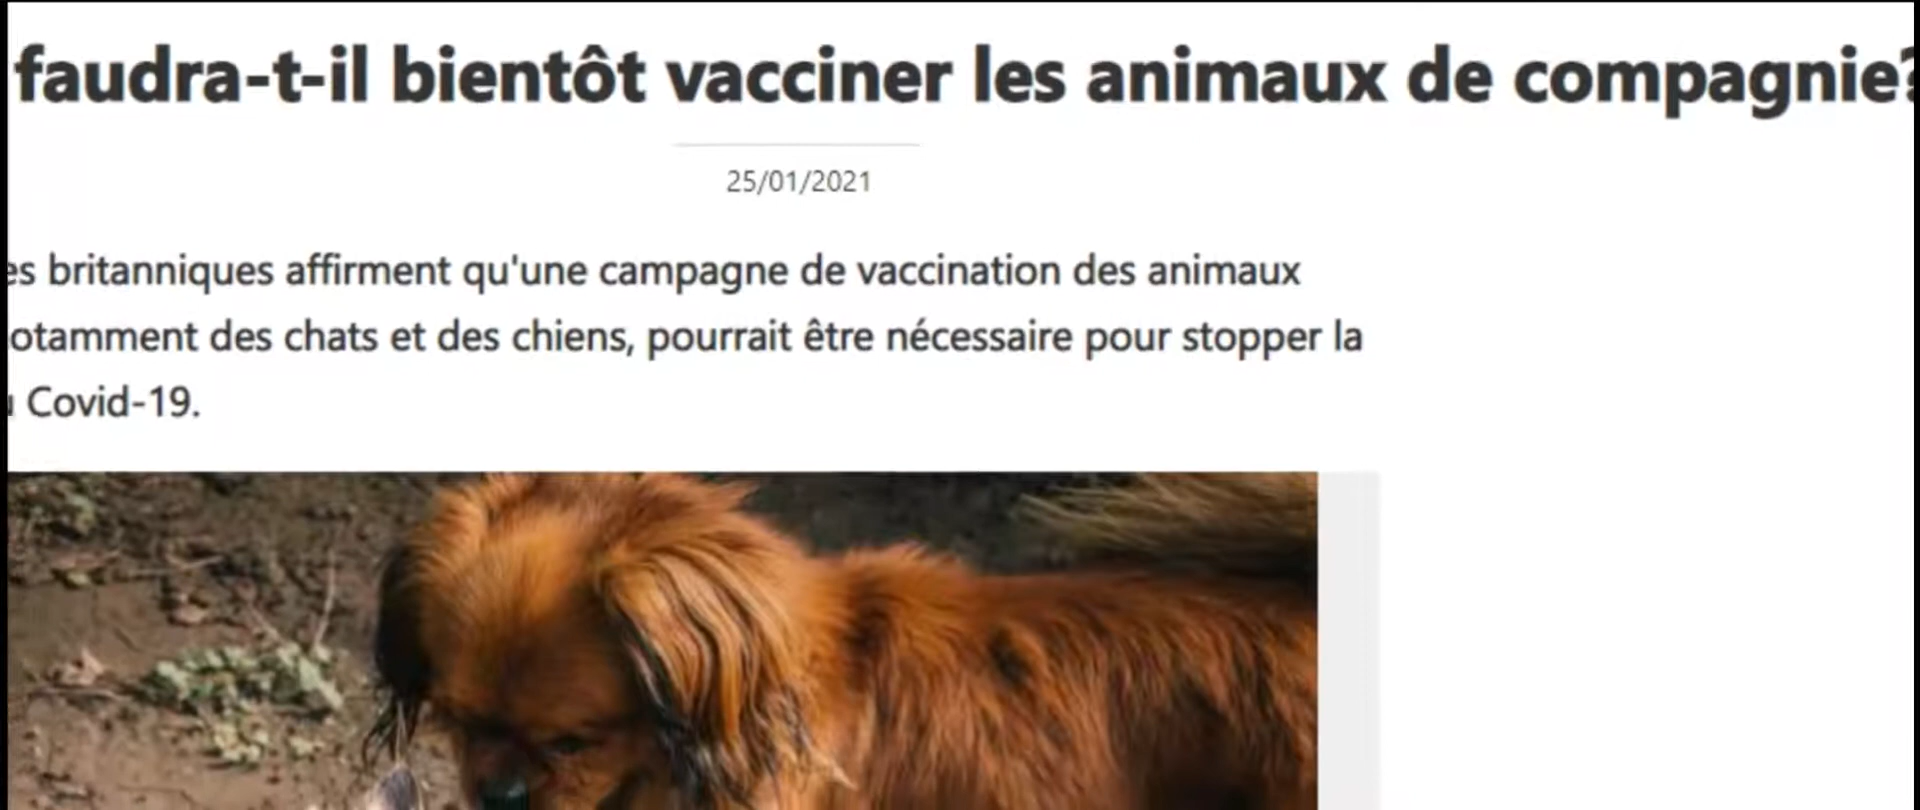 faudra-t-il bientôt vacciner les animaux de compagnie?
25/01/2021
britanniques affirment qu'une campagne de vaccination des animaux
des chats et des chiens, pourrait être nécessaire pour stopper la
Covid-19.